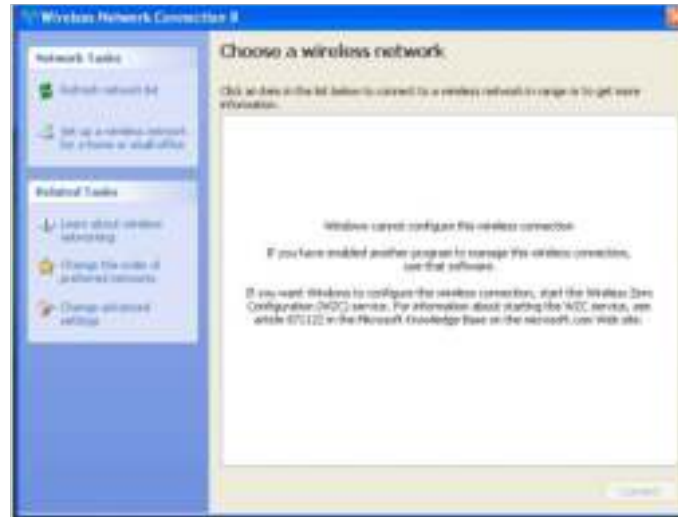 Wireless Network Connection
Network Tasks
Refresh network list
Set up a wireless network
for a home or small office
Related Tasks
Learn about wireless
networking
Change the order of
preferred networks
Change advanced
settings
Choose a wireless network
Click an item in the list below to connect to a wireless network in range or to get more
information.
Windows cannot configure this wireless connection
If you have enabled another program to manage this wireless connection,
use that software.
If you want Windows to configure this wireless connection, start the Wireless Zero
Configuration (WZC) service. For information about starting the WZC service, see
article 871122 in the Microsoft Knowledge Base on the microsoft.com Web site.
Connect